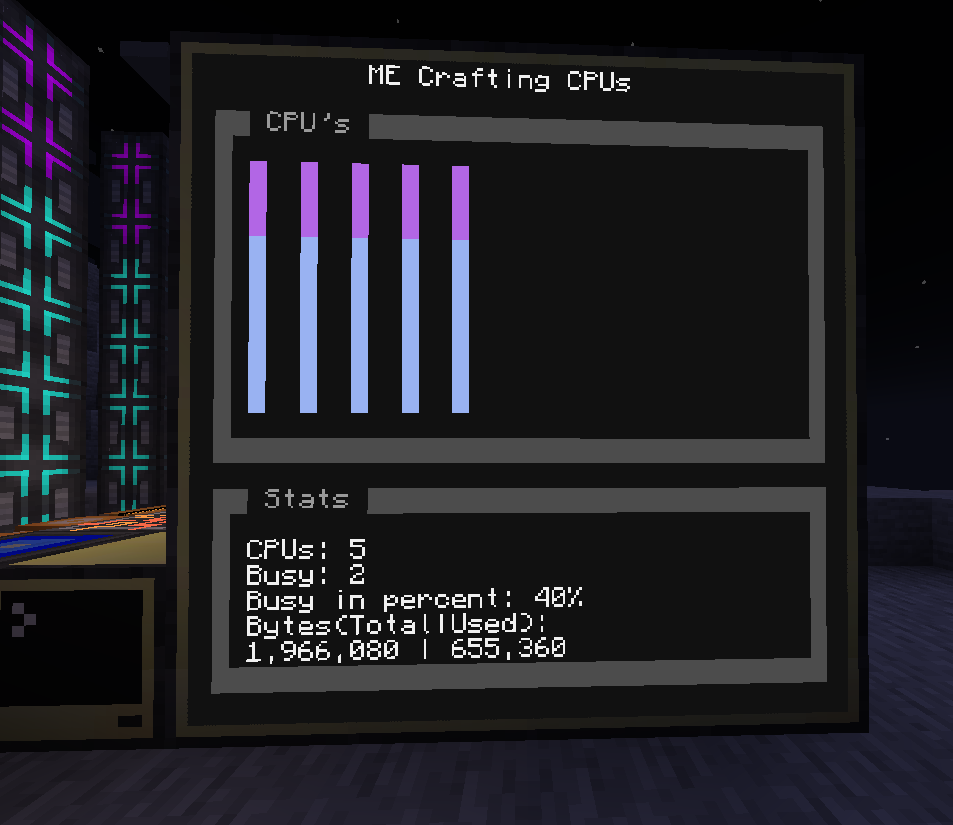 ME Crafting CPUs
CPU's
Stats
CPUs: 5
Busy: 2
Busy in percent: 40%
Bytes(Total|Used):
1,966,080 | 655,360